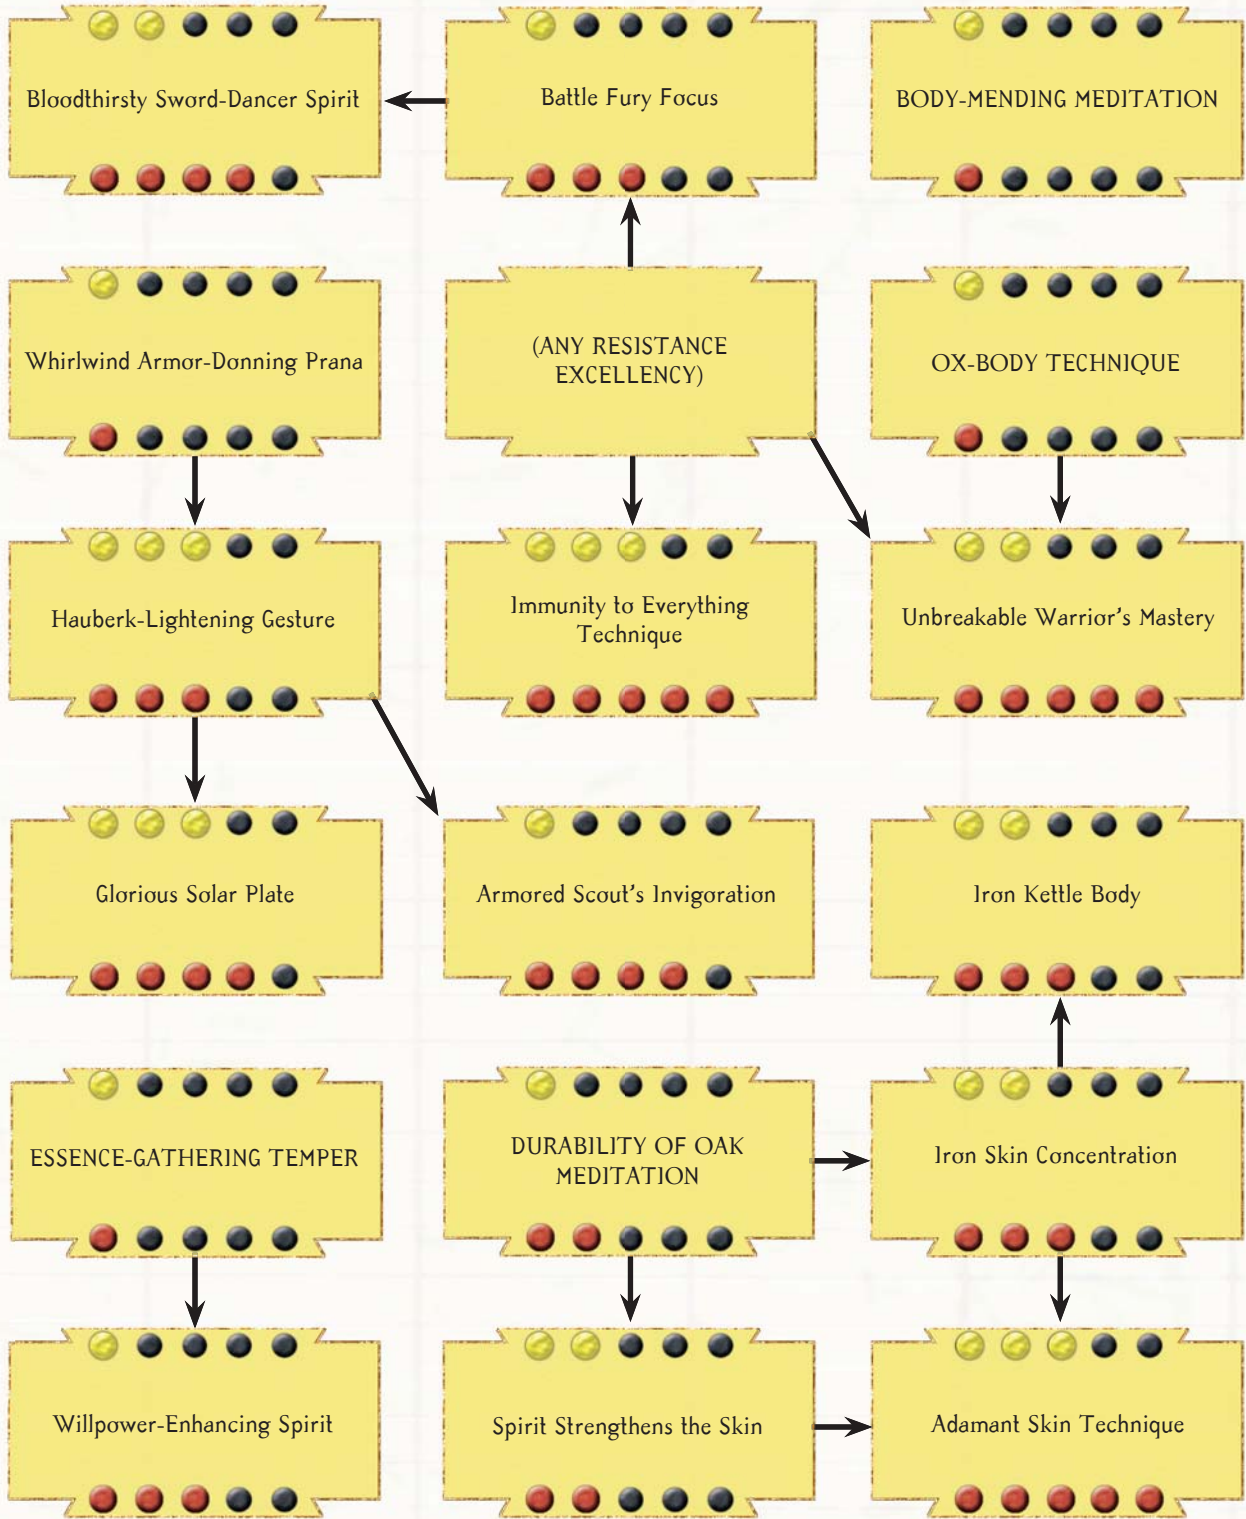 Bloodthirsty Sword-Dancer Spirit
Battle Fury Focus
BODY-MENDING MEDITATION
Whirlwind Armor-Donning Prana
(ANY RESISTANCE
EXCELLENCY)
OX-BODY TECHNIQUE
Hauberk-Lightening Gesture
Immunity to Everything
Technique
Unbreakable Warrior's Mastery
Glorious Solar Plate
Armored Scout's Invigoration
Iron Kettle Body
ESSENCE-GATHERING TEMPER
DURABILITY OF OAK
MEDITATION
Iron Skin Concentration
Willpower-Enhancing Spirit
Spirit Strengthens the Skin
Adamant Skin Technique